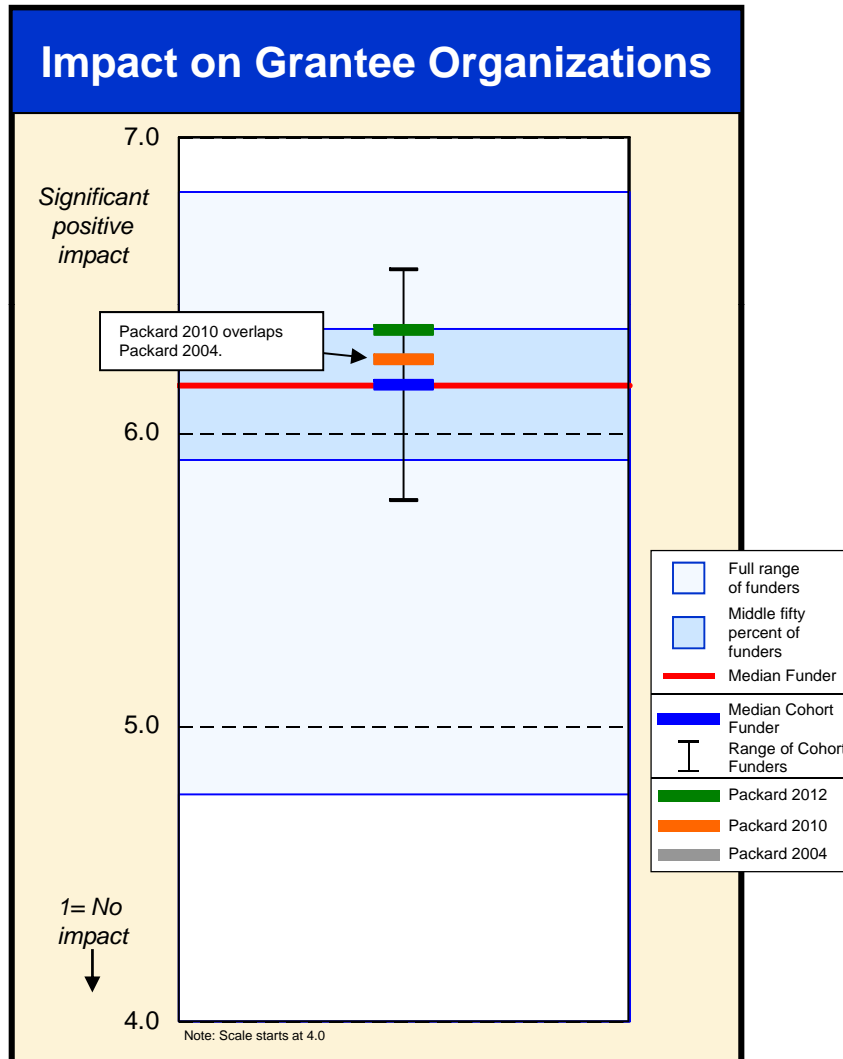 Impact on Grantee Organizations
7.0
Significant
positive
impact
Packard 2010 overlaps
Packard 2004.
6.0
5.0
1= No
impact
4.0
Note: Scale starts at 4.0
Full range
of funders
Middle fifty
percent of
funders
Median Funder
Median Cohort
Funder
Range of Cohort
Funders
Packard 2012
Packard 2010
Packard 2004